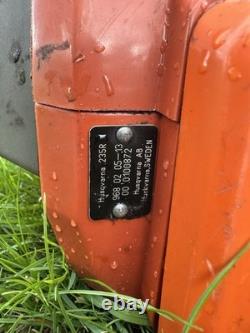 Husqvarna 235R
968 02 05-13
00 0100872
Husqvarna AB
Huskvarna, SWEDEN